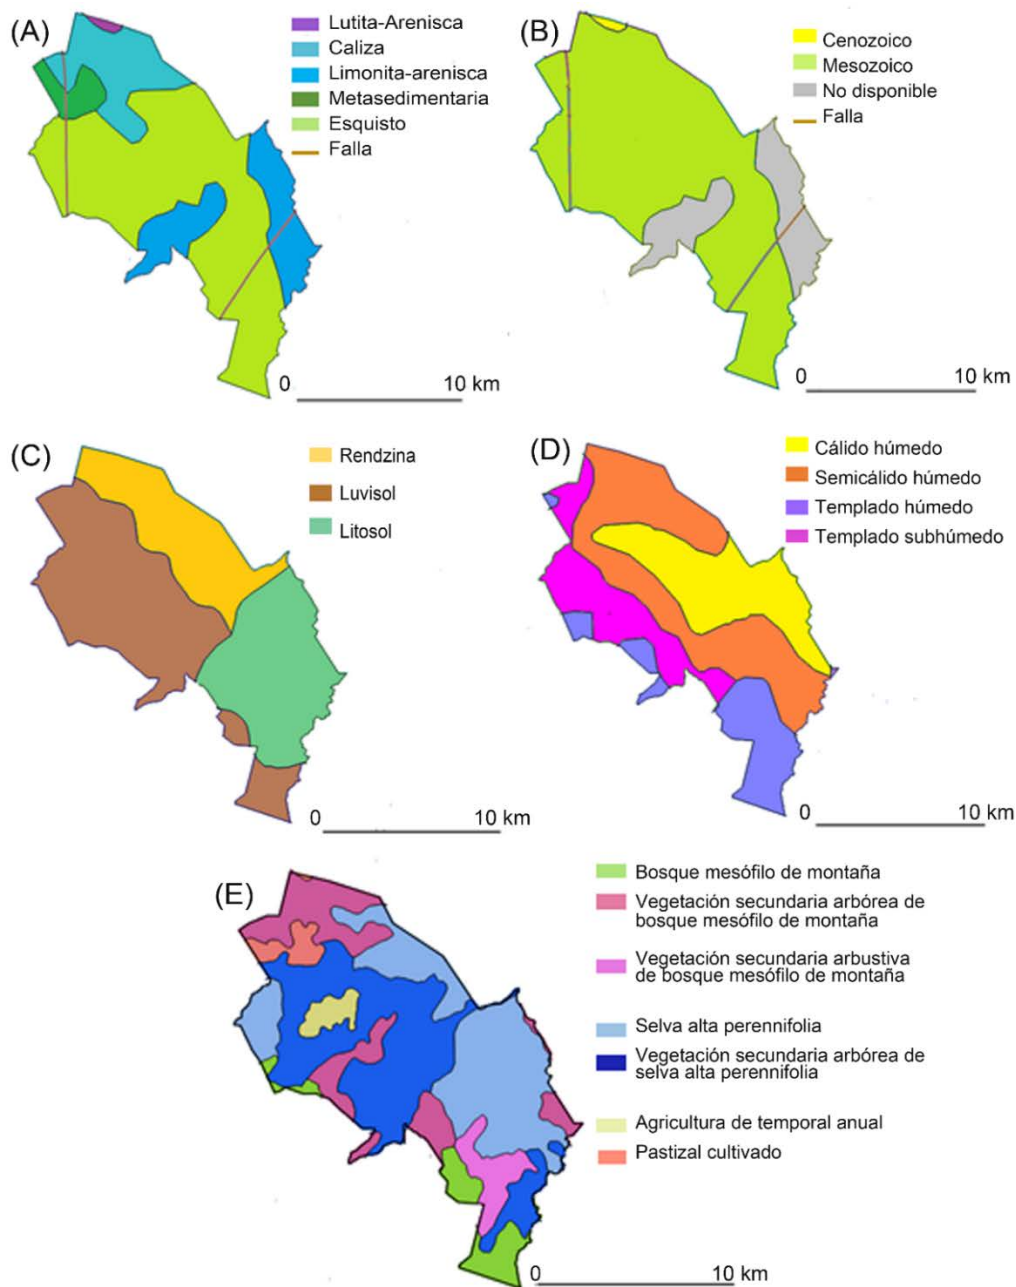 (A)
Lutita-Arenisca
Caliza
Limonita-arenisca
Metasedimentaria
Esquisto
Falla
0 10 km
(B)
Cenozoico
Mesozoico
No disponible
Falla
0 10 km
(C)
Rendzina
Luvisol
Litosol
0 10 km
(D)
Cálido húmedo
Semicálido húmedo
Templado húmedo
Templado subhúmedo
0 10 km
(E)
Bosque mesófilo de montaña
Vegetación secundaria arbórea de
bosque mesófilo de montaña
Vegetación secundaria arbustiva
de bosque mesófilo de montaña
Selva alta perennifolia
Vegetación secundaria arbórea de
selva alta perennifolia
Agricultura de temporal anual
Pastizal cultivado
0 10 km